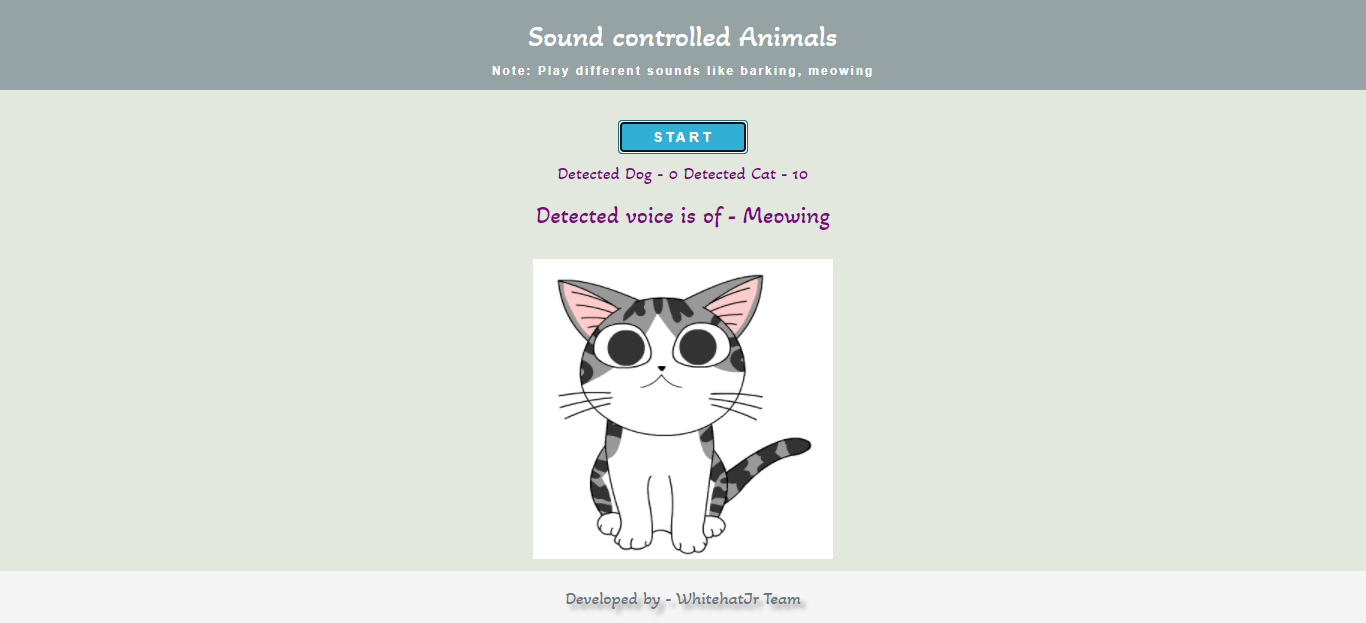 Sound controlled Animals
Note: Play different sounds like barking, meowing
START
Detected Dog - 0 Detected Cat - 10
Detected voice is of - Meowing
Developed by - WhitehatJr Team